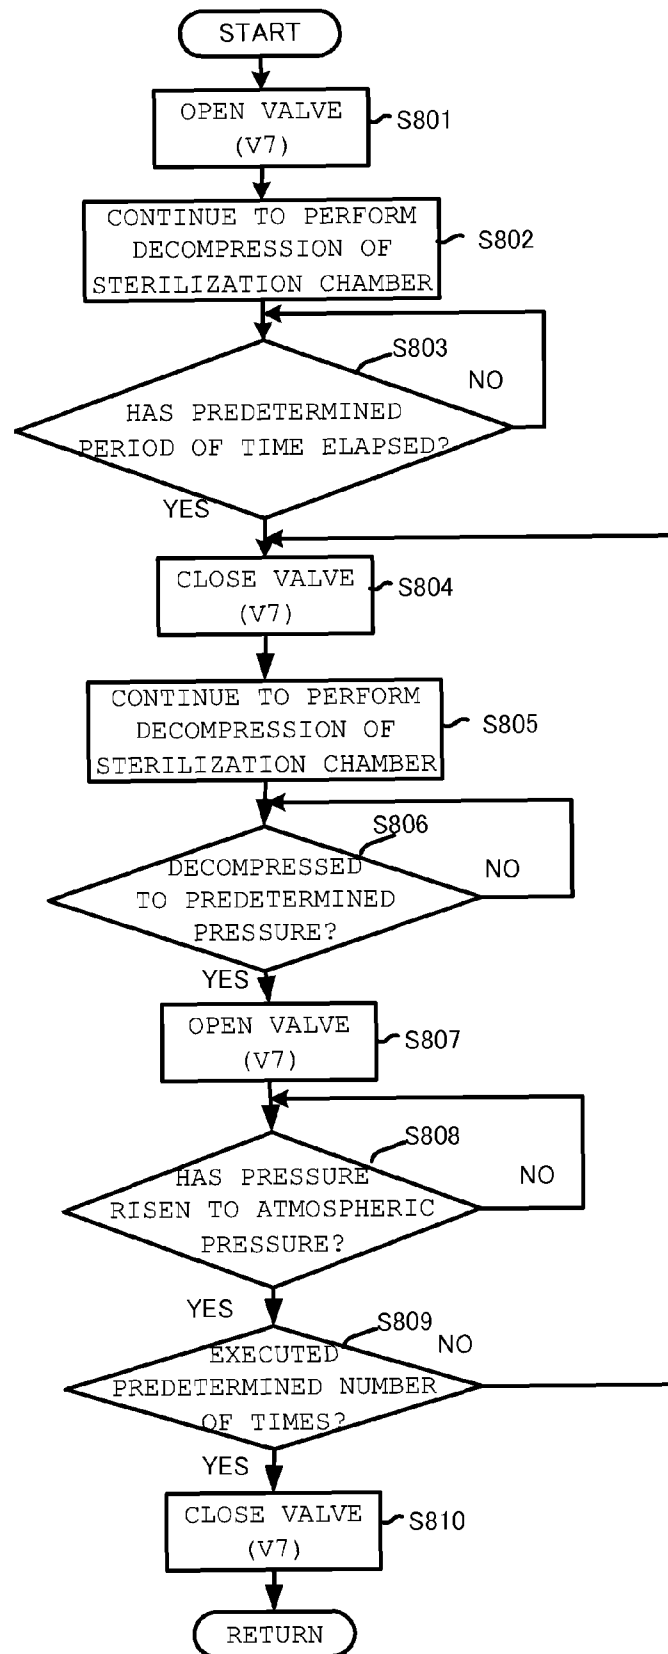 START
OPEN VALVE
(V7)
S801
CONTINUE TO PERFORM
DECOMPRESSION OF
STERILIZATION CHAMBER
S802
S803
NO
HAS PREDETERMINED
PERIOD OF TIME ELAPSED?
YES
CLOSE VALVE
(V7)
S804
CONTINUE TO PERFORM
DECOMPRESSION OF
STERILIZATION CHAMBER
S805
S806
NO
DECOMPRESSED
TO PREDETERMINED
PRESSURE?
YES
OPEN VALVE
(V7)
S807
S808
NO
HAS PRESSURE
RISEN TO ATMOSPHERIC
PRESSURE?
YES
S809
NO
EXECUTED
PREDETERMINED NUMBER
OF TIMES?
YES
CLOSE VALVE
(V7)
S810
RETURN